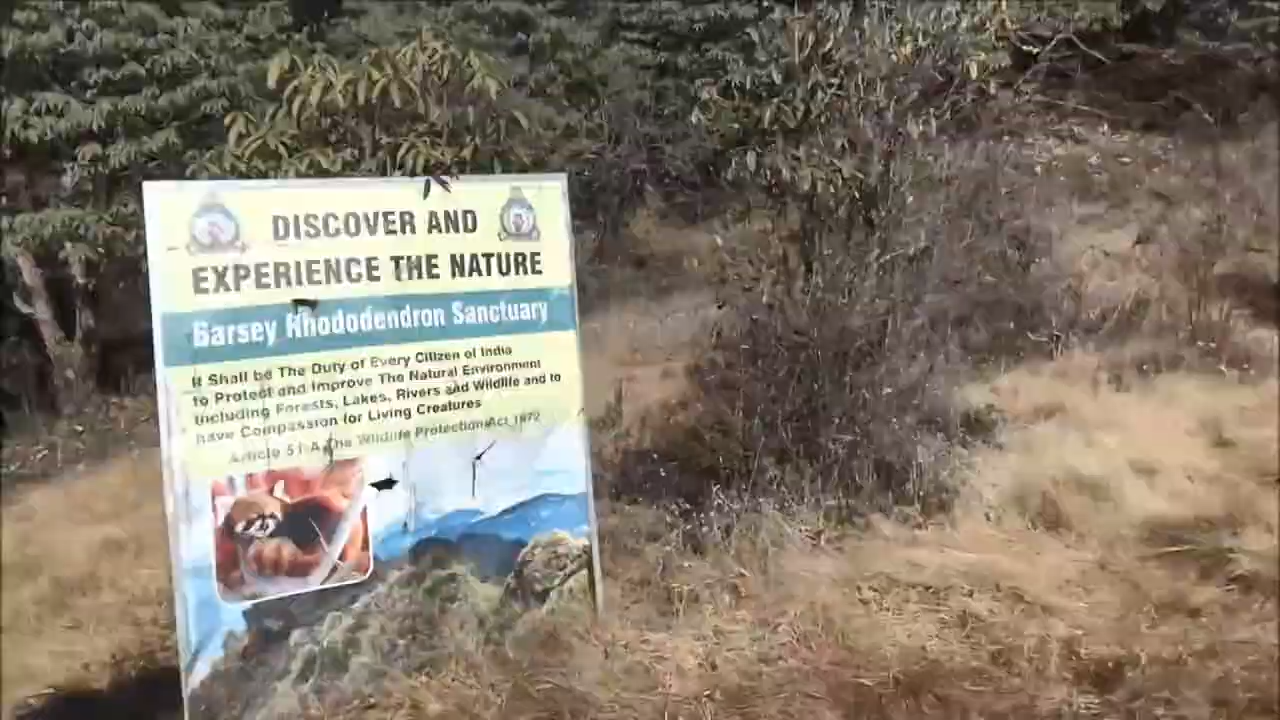 DISCOVER AND
EXPERIENCE THE NATURE
Barsey Rhododendron Sanctuary
It Shall be The Duty of Every Citizen of India
to Protect and Improve The Natural Environment
Including Forests, Lakes, Rivers and Wildlife and to
have Compassion for Living Creatures
Article 51-A The Wildlife Protection Act, 1972